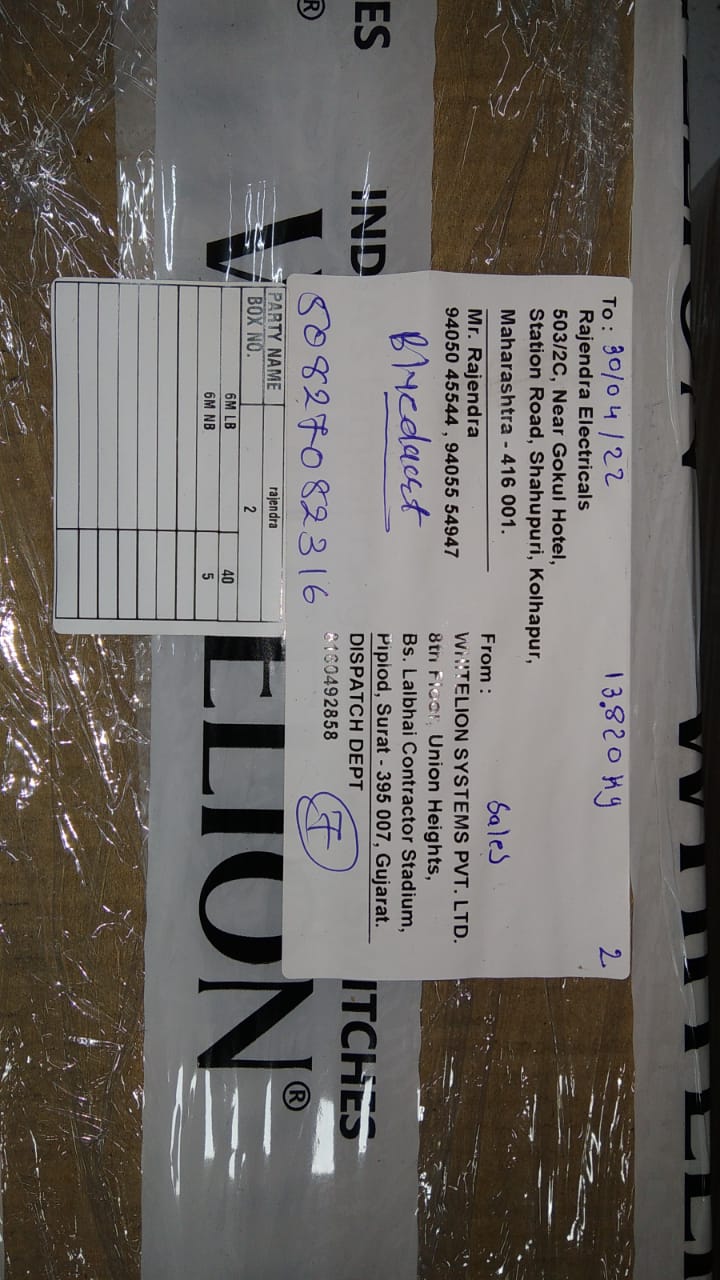 To : 30/04/22 13.820 kg 2
Rajendra Electricals
503/2C, Near Gokul Hotel,
Station Road, Shahupuri, Kolhapur,
Maharashtra - 416 001.
Mr. Rajendra
94050 45544 , 94055 54947
Bluedart
50827082316
From : Sales
WHITELION SYSTEMS PVT. LTD.
8th Floor, Union Heights,
Bs. Lalbhai Contractor Stadium,
Piplod, Surat - 395 007, Gujarat.
DISPATCH DEPT
8160492858
PARTY NAME rajendra
BOX NO. 2
6M LB 40
6M NB 5
ES
®
IND
ITCHES
W
ELION®